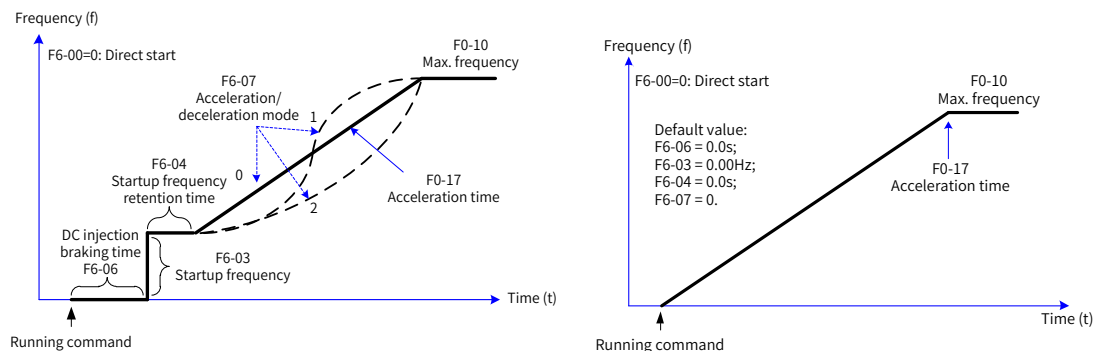 Frequency (f)
F6-00=0: Direct start
F0-10
Max. frequency
F6-07
Acceleration/
deceleration mode
1
F6-04
Startup frequency
retention time
0
2
F0-17
Acceleration time
DC injection
braking time
F6-06
F6-03
Startup frequency
Time (t)
Running command
Frequency (f)
F6-00=0: Direct start
F0-10
Max. frequency
Default value:
F6-06 = 0.0s;
F6-03 = 0.00Hz;
F6-04 = 0.0s;
F6-07 = 0.
F0-17
Acceleration time
Time (t)
Running command